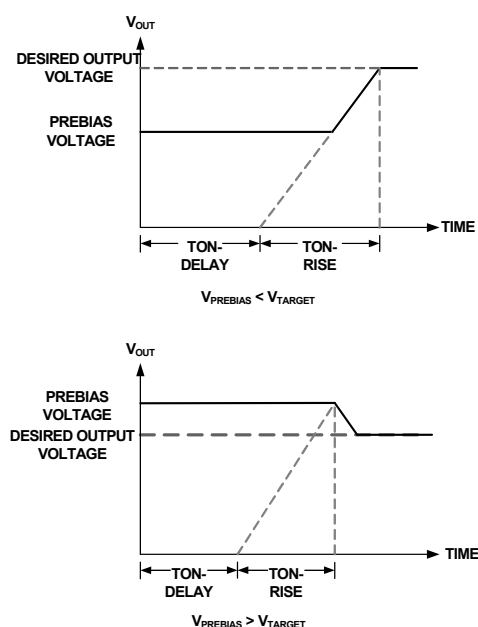 VOUT
DESIRED OUTPUT
VOLTAGE
PREBIAS
VOLTAGE
TIME
TON-
DELAY
TON-
RISE
VPREBIAS < VTARGET
VOUT
PREBIAS
VOLTAGE
DESIRED OUTPUT
VOLTAGE
TIME
TON-
DELAY
TON-
RISE
VPREBIAS > VTARGET